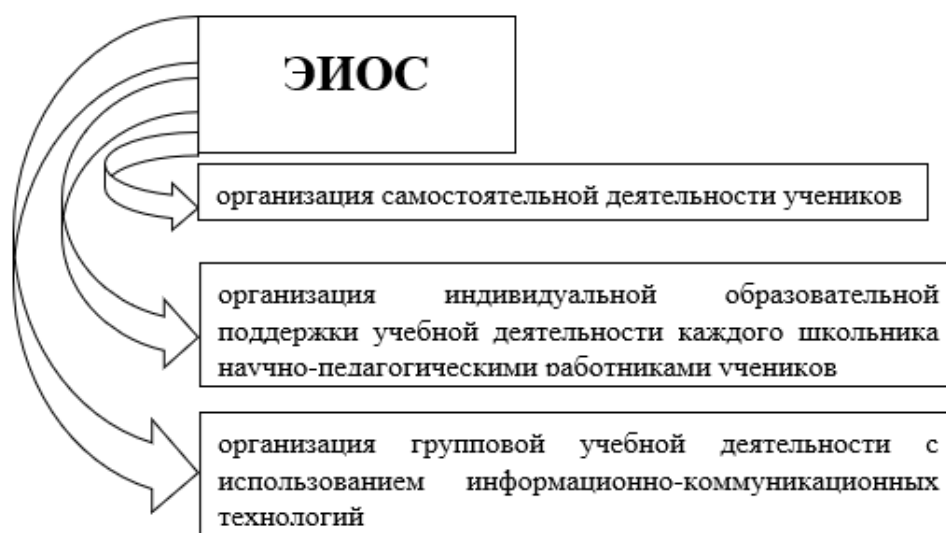 ЭИОС
организация самостоятельной деятельности учеников
организация индивидуальной образовательной
поддержки учебной деятельности каждого школьника
научно-педагогическими работниками учеников
организация групповой учебной деятельности с
использованием информационно-коммуникационных
технологий